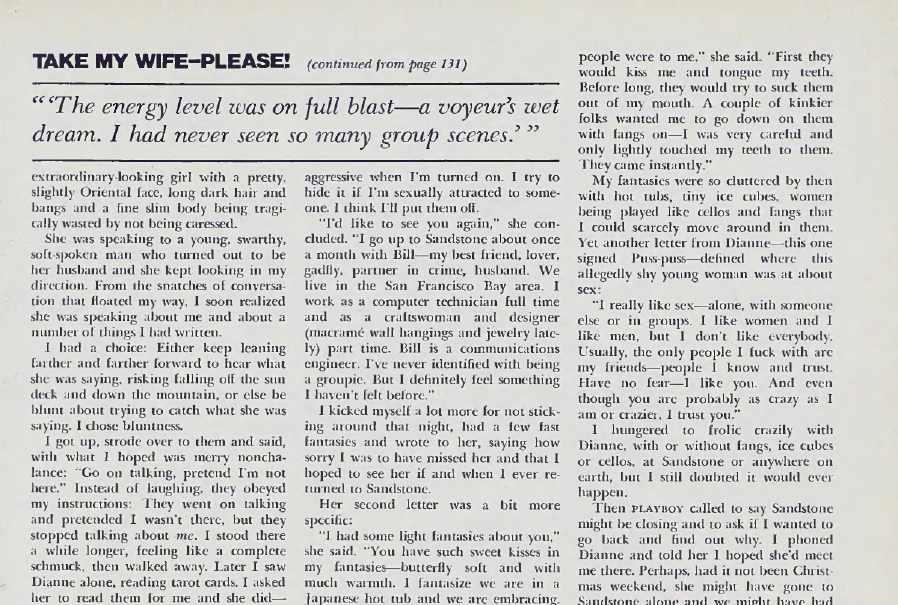 TAKE MY WIFE—PLEASE! (continued from page 131)
“‘The energy level was on full blast—a voyeur’s wet
dream. I had never seen so many group scenes.’”
extraordinary-looking girl with a pretty,
slightly Oriental face, long dark hair and
bangs and a fine slim body being tragi-
cally wasted by not being caressed.
She was speaking to a young, swarthy,
soft-spoken man who turned out to be
her husband and she kept looking in my
direction. From the snatches of conversa-
tion that floated my way, I soon realized
she was speaking about me and about a
number of things I had written.
I had a choice: Either keep leaning
farther and farther forward to hear what
she was saying, risking falling off the sun
deck and down the mountain, or else be
blunt about trying to catch what she was
saying. I chose bluntness.
I got up, strode over to them and said,
with what I hoped was merry noncha-
lance: “Go on talking, pretend I’m not
here.” Instead of laughing, they obeyed
my instructions: They went on talking
and pretended I wasn’t there, but they
stopped talking about me. I stood there
a while longer, feeling like a complete
schmuck, then walked away. Later I saw
Dianne alone, reading tarot cards. I asked
her to read them for me and she did—
aggressive when I’m turned on. I try to
hide it if I’m sexually attracted to some-
one. I think I’ll put them off.
“I’d like to see you again,” she con-
cluded. “I go up to Sandstone about once
a month with Bill—my best friend, lover,
gadfly, partner in crime, husband. We
live in the San Francisco Bay area. I
work as a computer technician full time
and as a craftswoman and designer
(macramé wall hangings and jewelry late-
ly) part time. Bill is a communications
engineer. I’ve never identified with being
a groupie. But I definitely feel something
I haven’t felt before.”
I kicked myself a lot more for not stick-
ing around that night, had a few fast
fantasies and wrote to her, saying how
sorry I was to have missed her and that I
hoped to see her if and when I ever re-
turned to Sandstone.
Her second letter was a bit more
specific:
“I had some light fantasies about you,”
she said. “You have such sweet kisses in
my fantasies—butterfly soft and with
much warmth. I fantasize we are in a
Japanese hot tub and we are embracing.
people were to me,” she said. “First they
would kiss me and tongue my teeth.
Before long, they would try to suck them
out of my mouth. A couple of kinkier
folks wanted me to go down on them
with fangs on—I was very careful and
only lightly touched my teeth to them.
They came instantly.”
My fantasies were so cluttered by then
with hot tubs, tiny ice cubes, women
being played like cellos and fangs that
I could scarcely move around in them.
Yet another letter from Dianne—this one
signed Puss-puss—defined where this
allegedly shy young woman was at about
sex:
“I really like sex—alone, with someone
else or in groups. I like women and I
like men, but I don’t like everybody.
Usually, the only people I fuck with are
my friends—people I know and trust.
Have no fear—I like you. And even
though you are probably as crazy as I
am or crazier, I trust you.”
I hungered to frolic crazily with
Dianne, with or without fangs, ice cubes
or cellos, at Sandstone or anywhere on
earth, but I still doubted it would ever
happen.
Then PLAYBOY called to say Sandstone
might be closing and to ask if I wanted to
go back and find out why. I phoned
Dianne and told her I hoped she’d meet
me there. Perhaps, had it not been Christ-
mas weekend, she might have gone to
Sandstone alone and we might have had